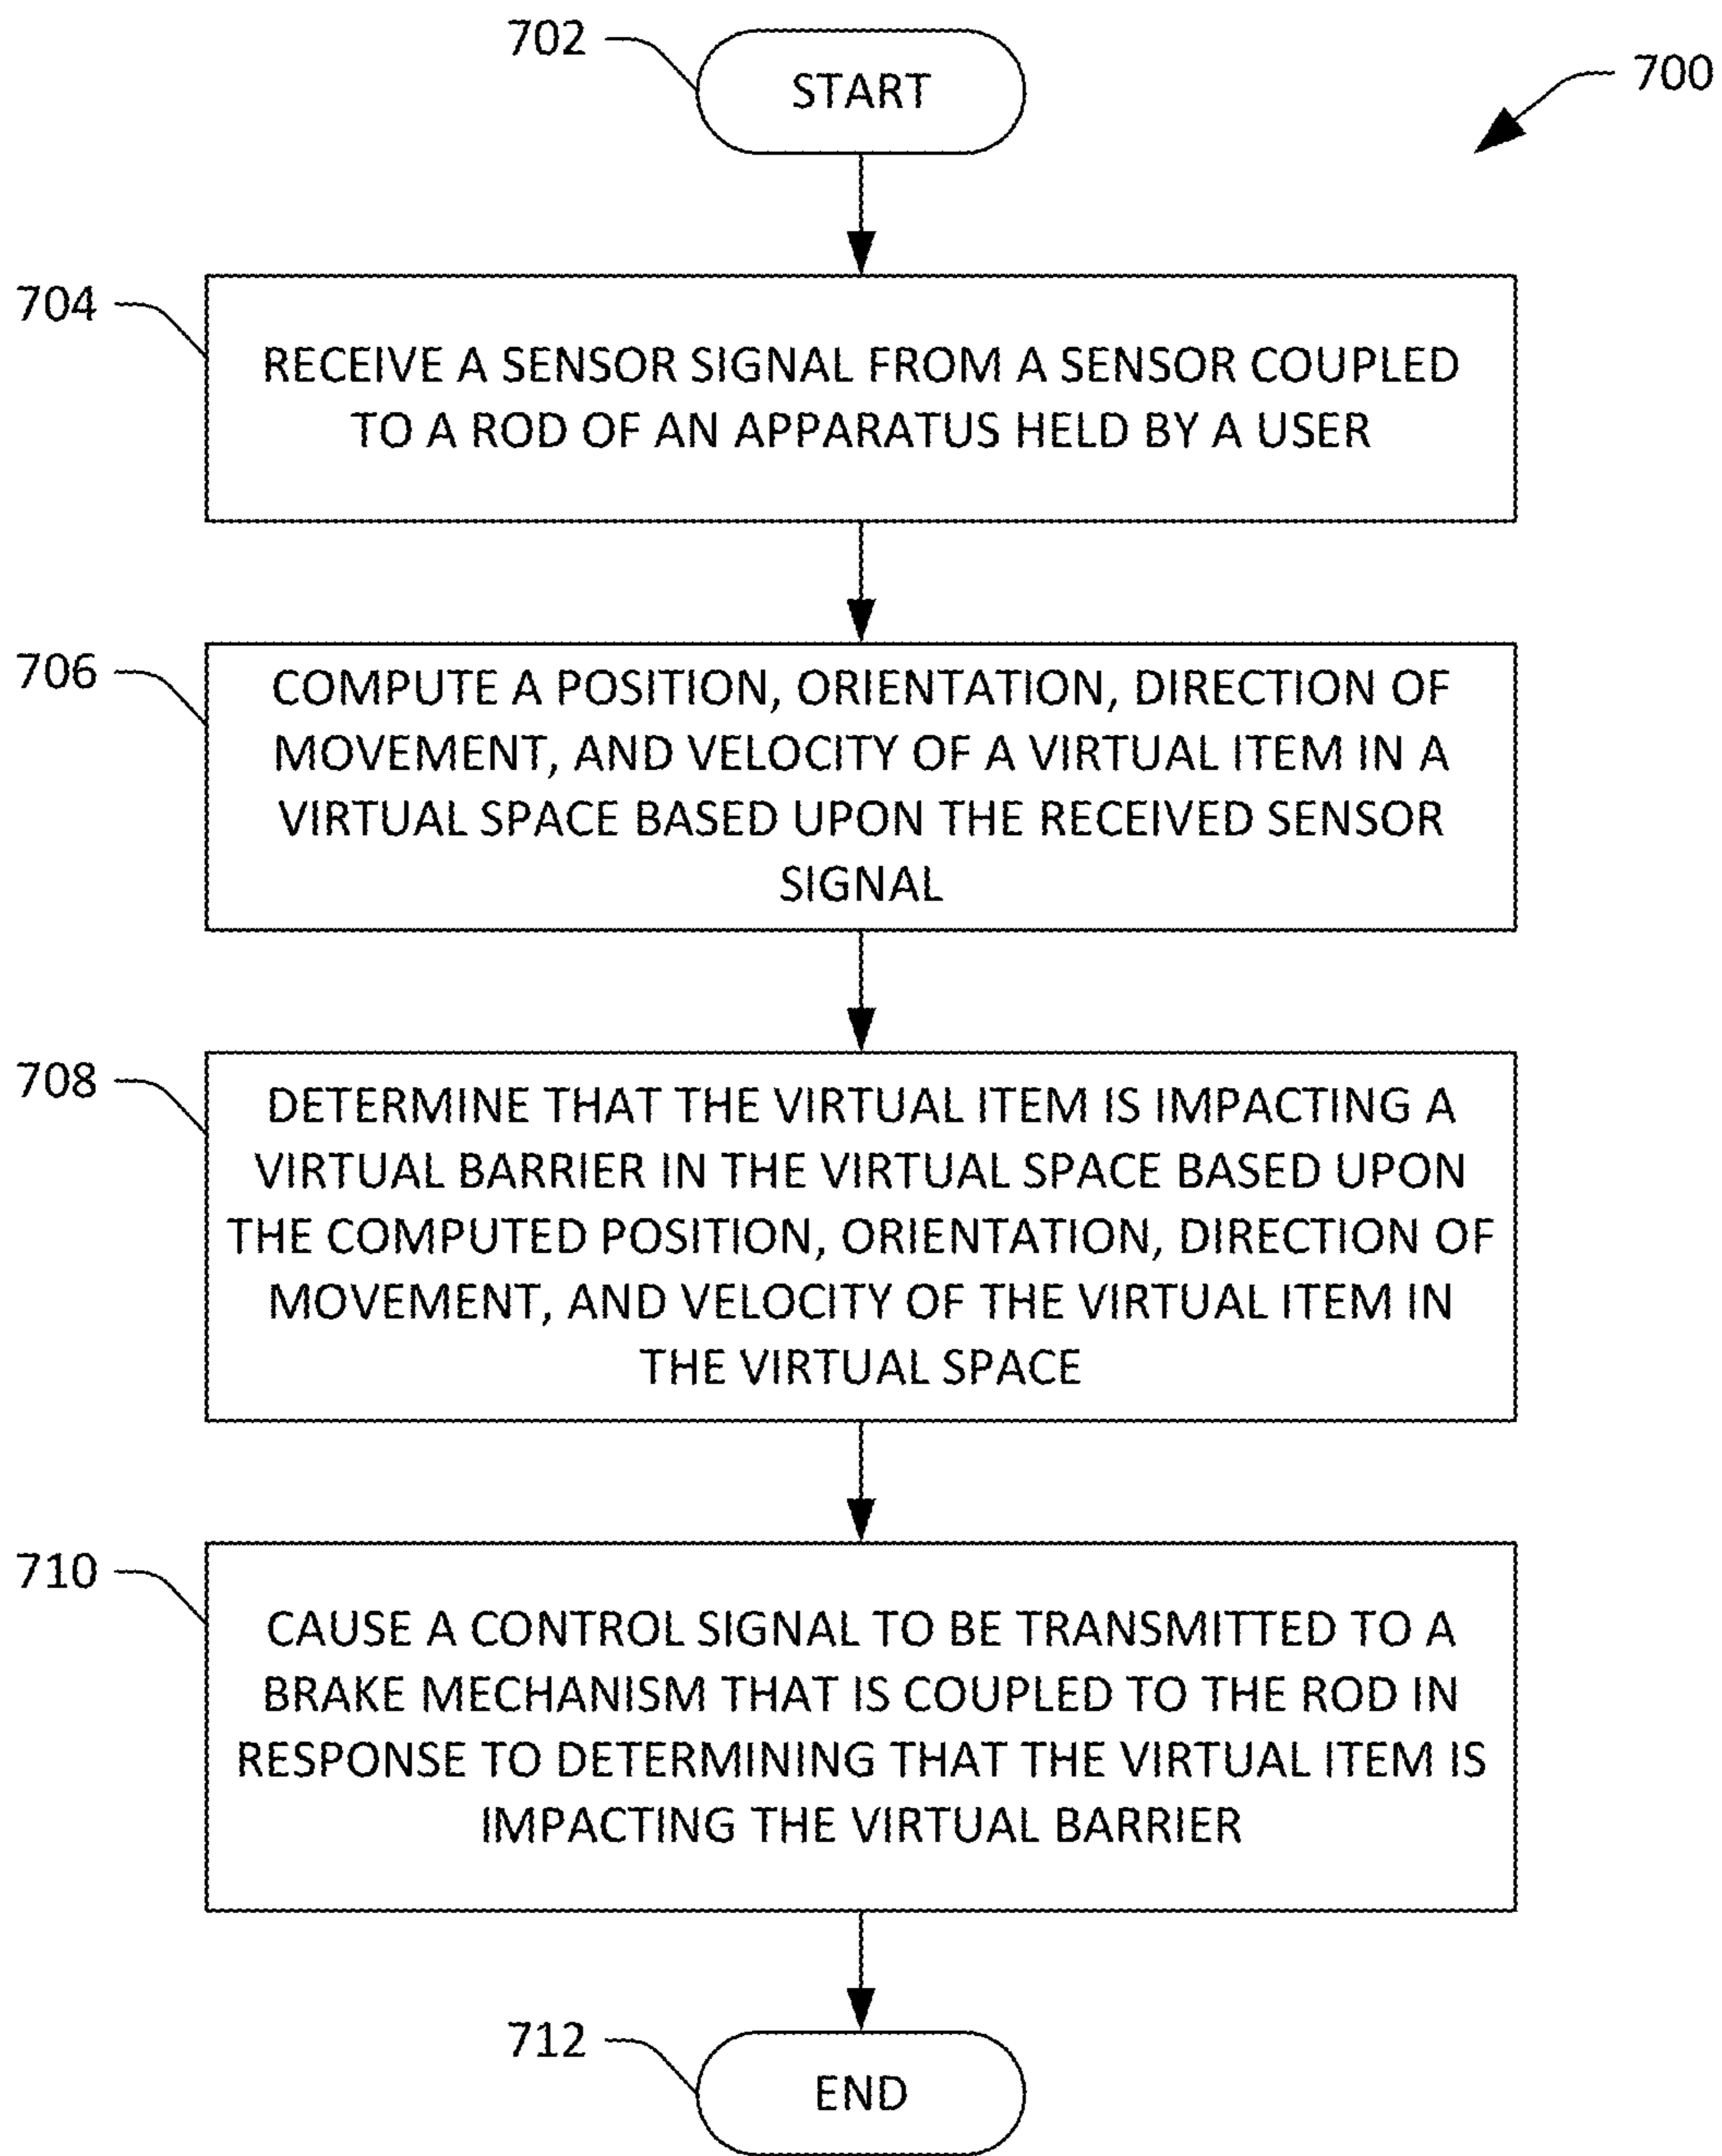 702
START
700
704
RECEIVE A SENSOR SIGNAL FROM A SENSOR COUPLED
TO A ROD OF AN APPARATUS HELD BY A USER
706
COMPUTE A POSITION, ORIENTATION, DIRECTION OF
MOVEMENT, AND VELOCITY OF A VIRTUAL ITEM IN A
VIRTUAL SPACE BASED UPON THE RECEIVED SENSOR
SIGNAL
708
DETERMINE THAT THE VIRTUAL ITEM IS IMPACTING A
VIRTUAL BARRIER IN THE VIRTUAL SPACE BASED UPON
THE COMPUTED POSITION, ORIENTATION, DIRECTION OF
MOVEMENT, AND VELOCITY OF THE VIRTUAL ITEM IN
THE VIRTUAL SPACE
710
CAUSE A CONTROL SIGNAL TO BE TRANSMITTED TO A
BRAKE MECHANISM THAT IS COUPLED TO THE ROD IN
RESPONSE TO DETERMINING THAT THE VIRTUAL ITEM IS
IMPACTING THE VIRTUAL BARRIER
712
END